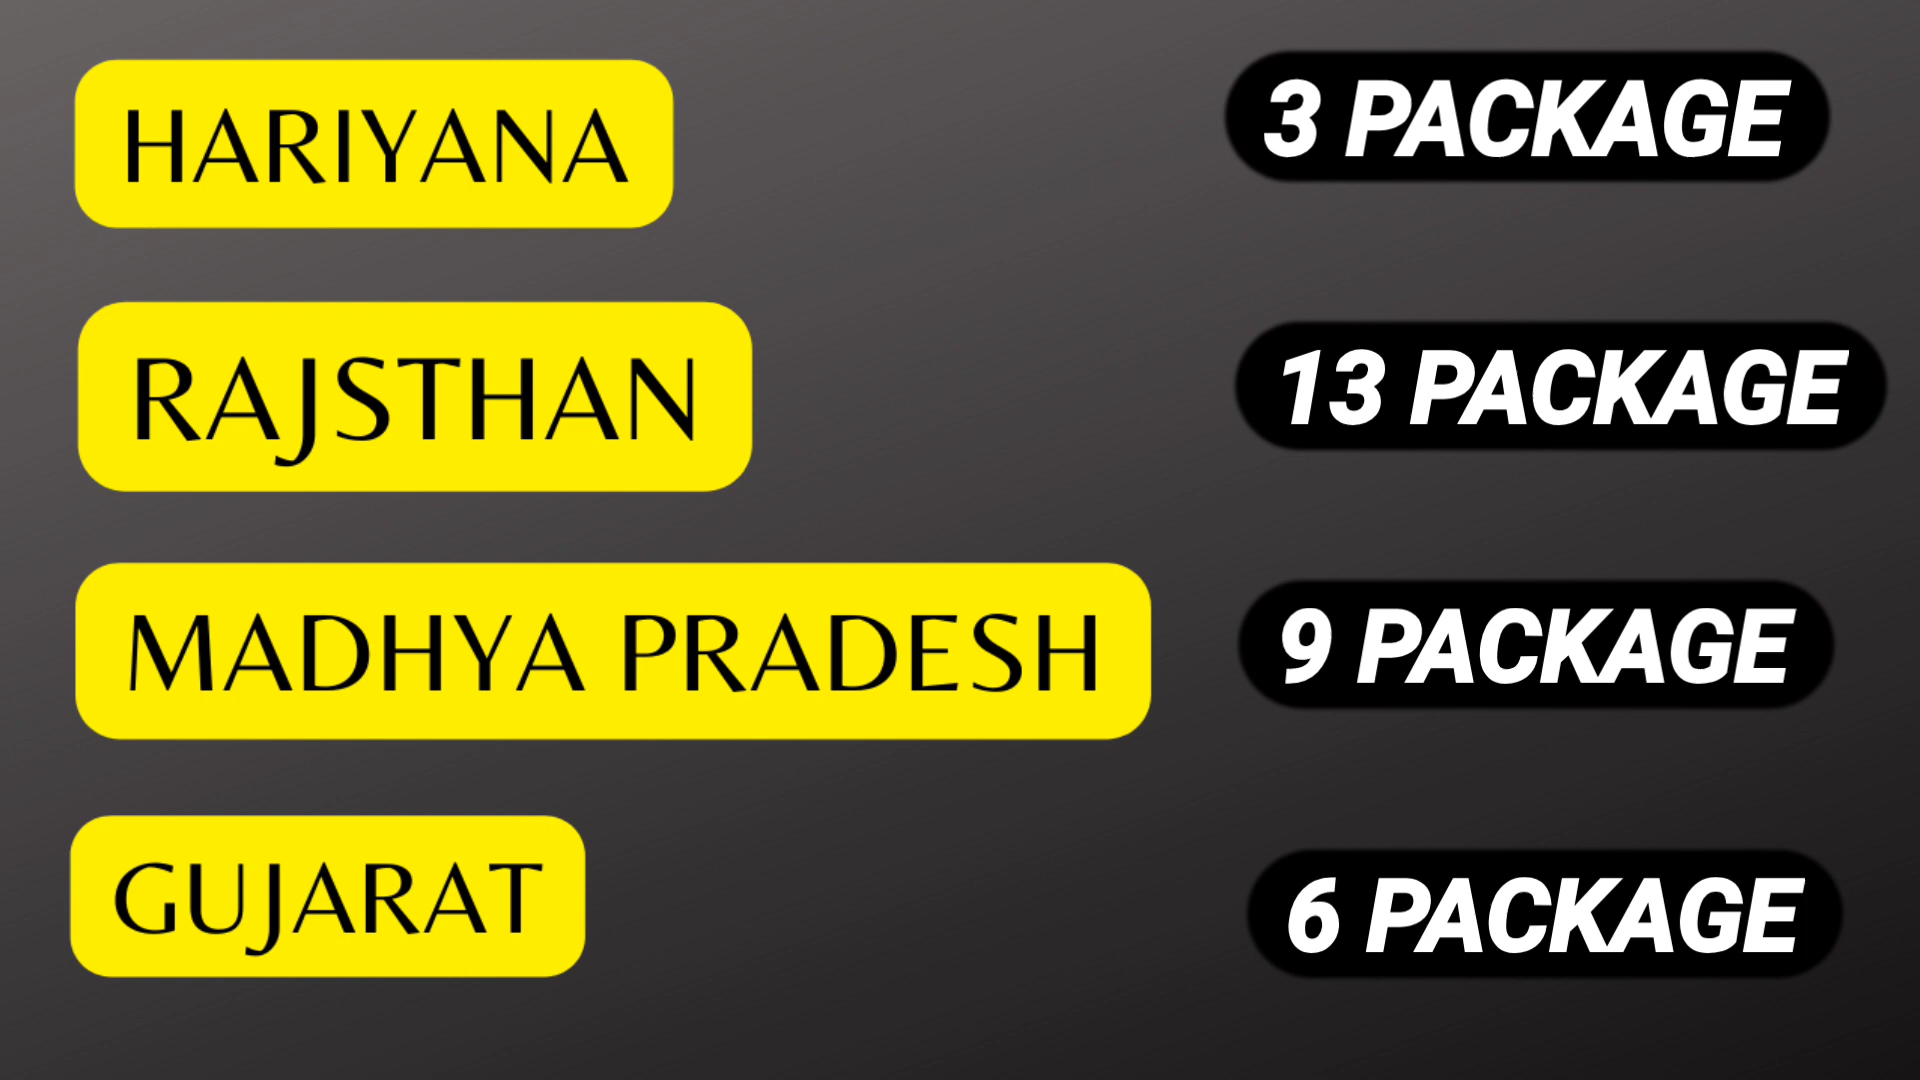 HARIYANA
3 PACKAGE
RAJSTHAN
13 PACKAGE
MADHYA PRADESH
9 PACKAGE
GUJARAT
6 PACKAGE